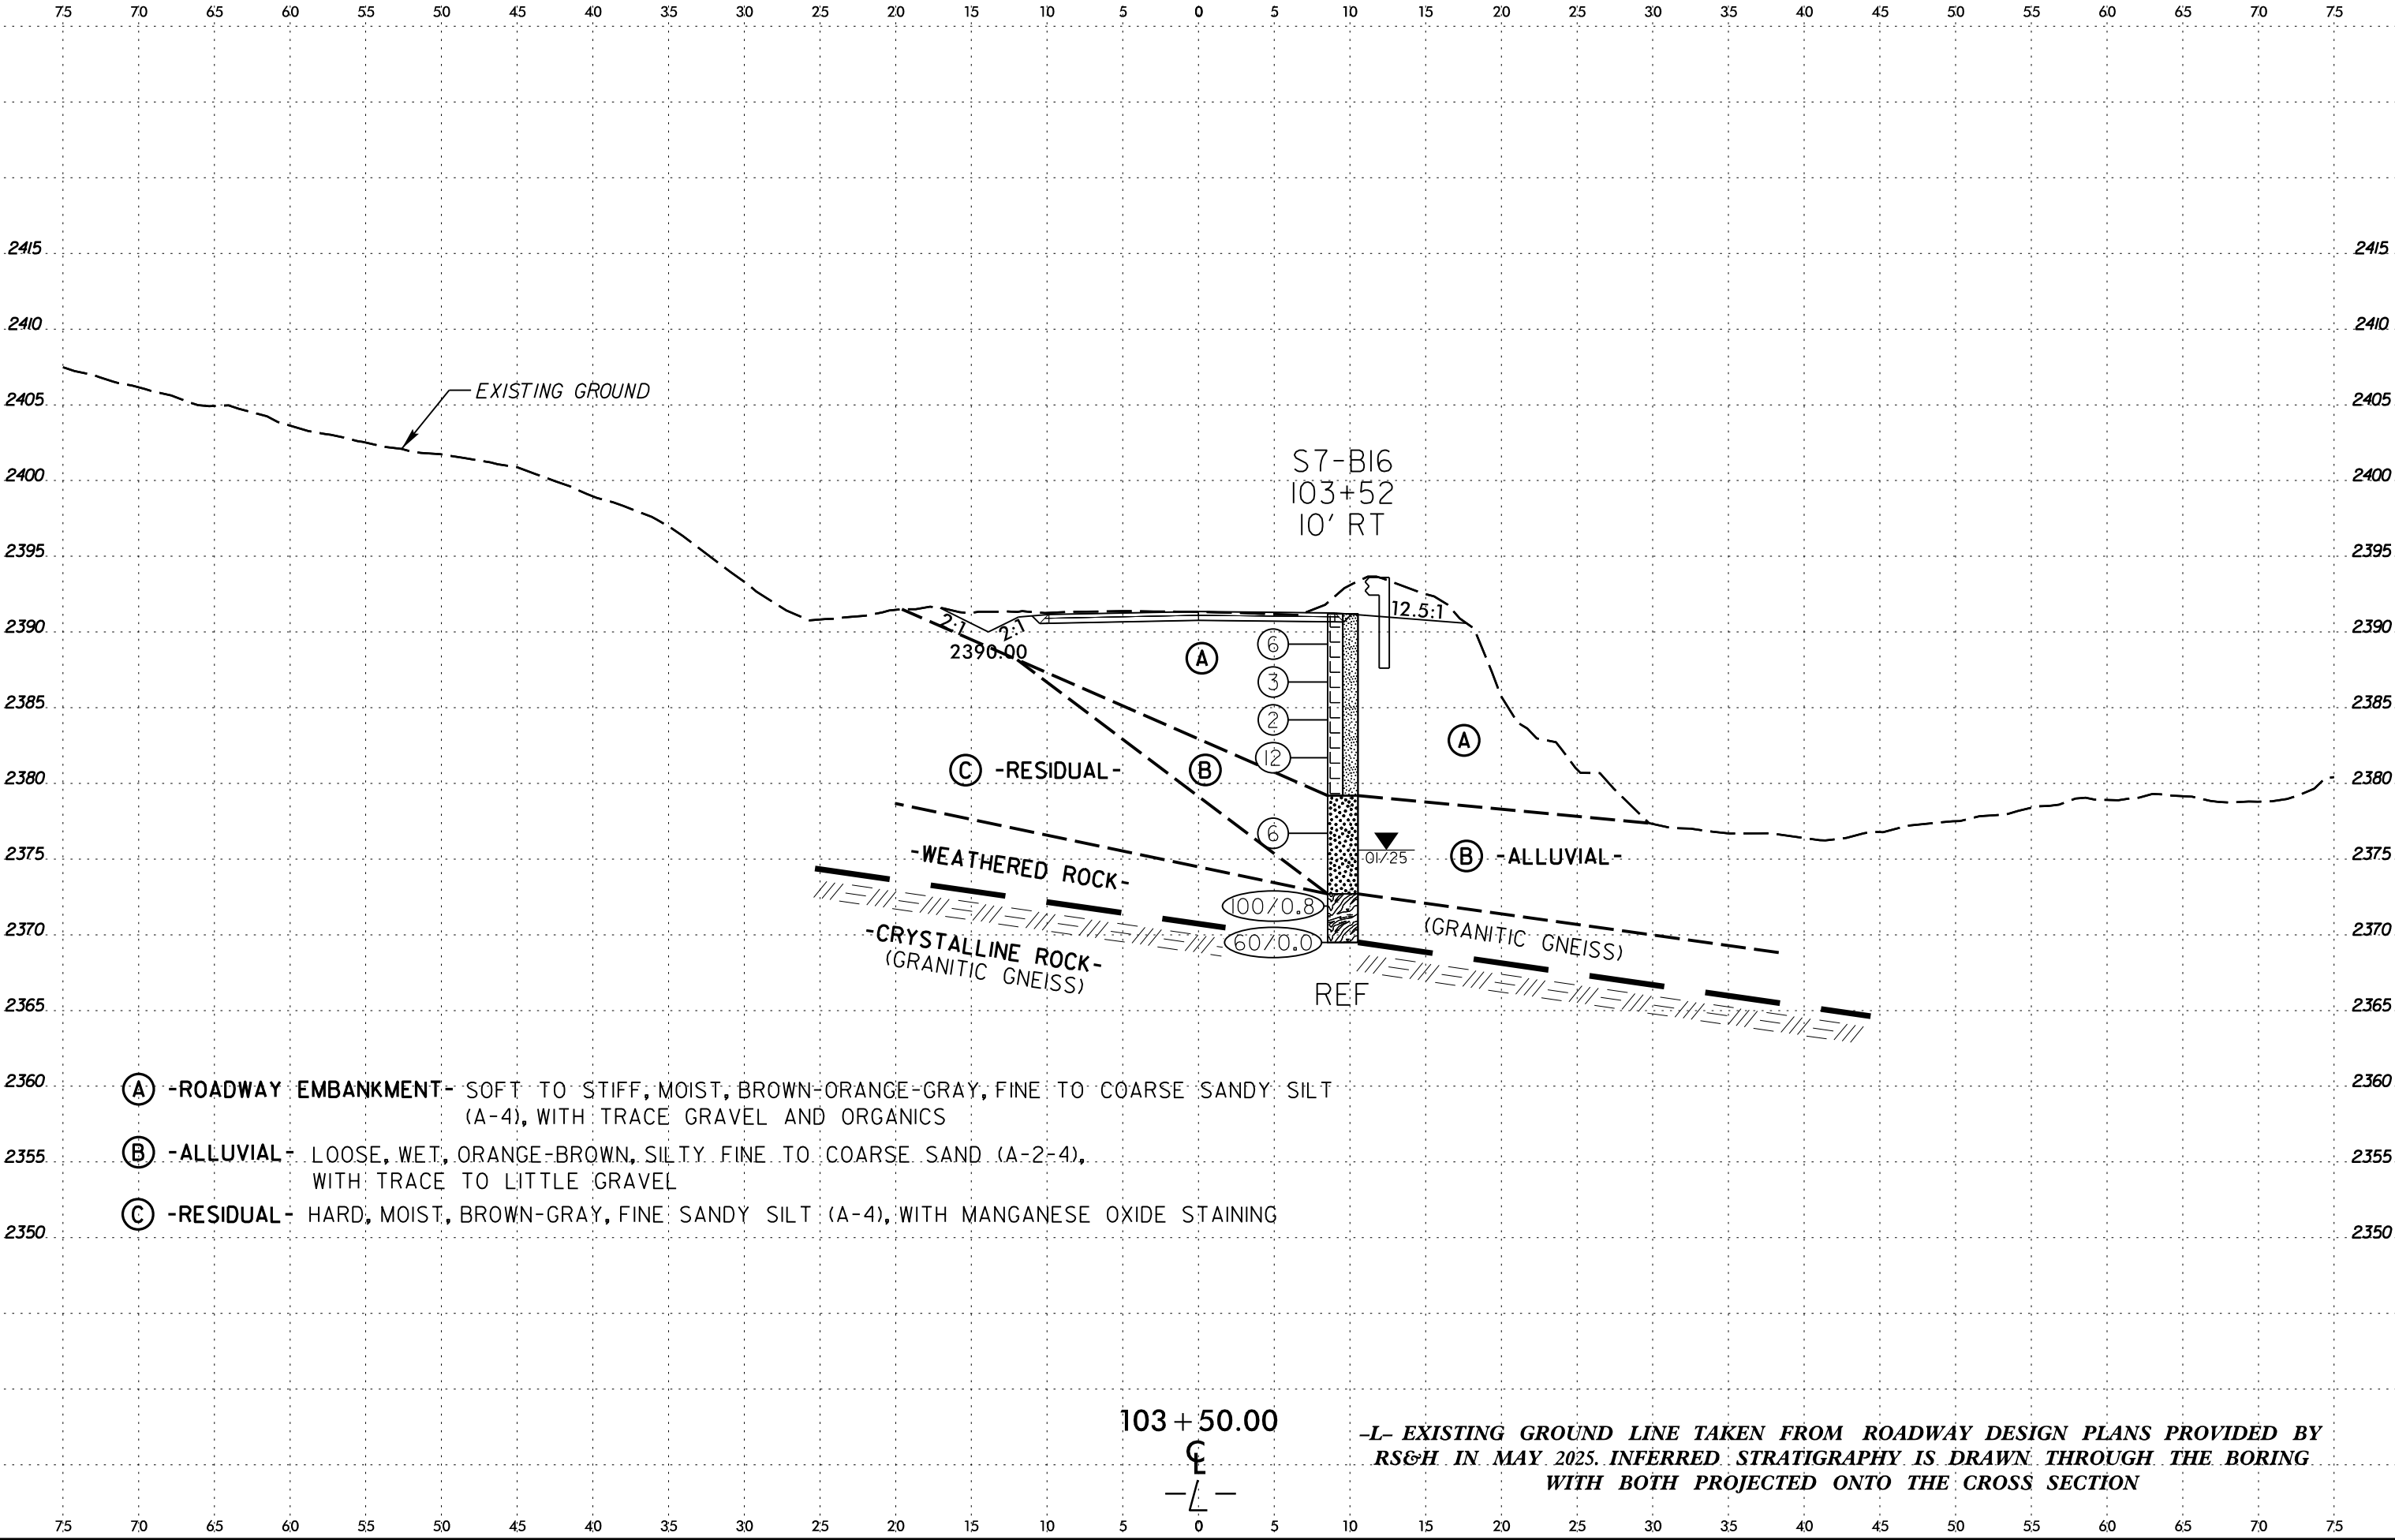 75 70 65 60 55 50 45 40 35 30 25 20 15 10 5 0 5 10 15 20 25 30 35 40 45 50 55 60 65 70 75
2415 2415
2410 2410
EXISTING GROUND
2405 2405
S7-B16
2400 2400
103+52
10' RT
2395 2395
12.5:1
2:1 2:1
2390 2390
2390.00
6
A
3
2385 2385
2
A
12
C -RESIDUAL-
B
2380 2380
6
-WEATHERED ROCK-
01/25
B -ALLUVIAL-
2375 2375
100/0.8
-CRYSTALLINE ROCK-
(GRANITIC GNEISS)
60/0.0
(GRANITIC GNEISS)
2370 2370
REF
2365 2365
2360 2360
A -ROADWAY EMBANKMENT- SOFT TO STIFF, MOIST, BROWN-ORANGE-GRAY, FINE TO COARSE SANDY SILT
(A-4), WITH TRACE GRAVEL AND ORGANICS
B -ALLUVIAL- LOOSE, WET, ORANGE-BROWN, SILTY FINE TO COARSE SAND (A-2-4),
2355 2355
WITH TRACE TO LITTLE GRAVEL
C -RESIDUAL- HARD, MOIST, BROWN-GRAY, FINE SANDY SILT (A-4), WITH MANGANESE OXIDE STAINING
2350 2350
103+50.00
CL
-L-
-L- EXISTING GROUND LINE TAKEN FROM ROADWAY DESIGN PLANS PROVIDED BY
RS&H IN MAY 2025. INFERRED STRATIGRAPHY IS DRAWN THROUGH THE BORING
WITH BOTH PROJECTED ONTO THE CROSS SECTION
75 70 65 60 55 50 45 40 35 30 25 20 15 10 5 0 5 10 15 20 25 30 35 40 45 50 55 60 65 70 75